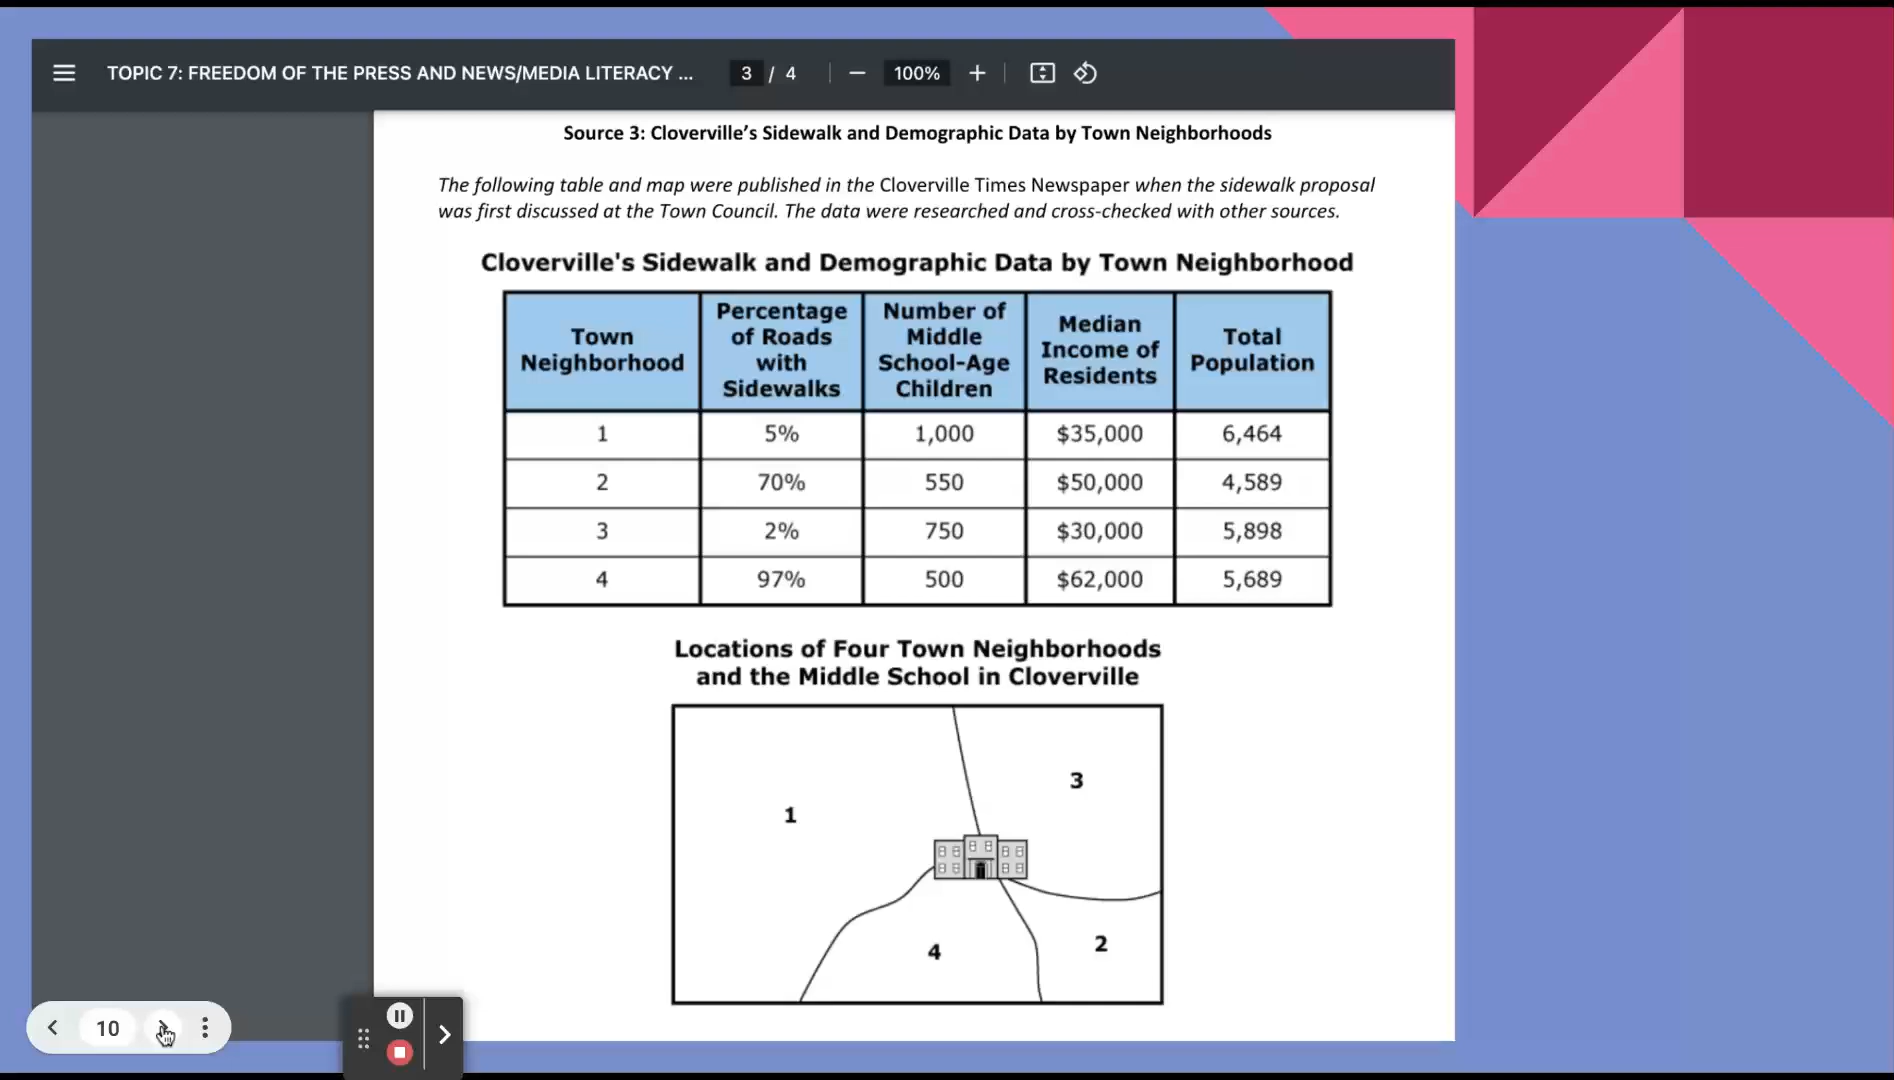 TOPIC 7: FREEDOM OF THE PRESS AND NEWS/MEDIA LITERACY ...
3 / 4
100%
Source 3: Cloverville’s Sidewalk and Demographic Data by Town Neighborhoods
The following table and map were published in the Cloverville Times Newspaper when the sidewalk proposal
was first discussed at the Town Council. The data were researched and cross-checked with other sources.
Cloverville's Sidewalk and Demographic Data by Town Neighborhood
Town Neighborhood
Percentage of Roads with Sidewalks
Number of Middle School-Age Children
Median Income of Residents
Total Population
1 5% 1,000 $35,000 6,464
2 70% 550 $50,000 4,589
3 2% 750 $30,000 5,898
4 97% 500 $62,000 5,689
Locations of Four Town Neighborhoods
and the Middle School in Cloverville
3
1
2
4
10